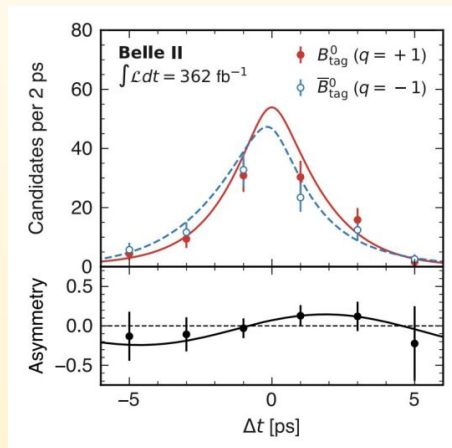 80
60
40
20
0
Candidates per 2 ps
Belle II
∫ℒdt = 362 fb⁻¹
B⁰tag (q = +1)
B̅⁰tag (q = −1)
0.5
0.0
−0.5
Asymmetry
−5
0
5
Δt [ps]